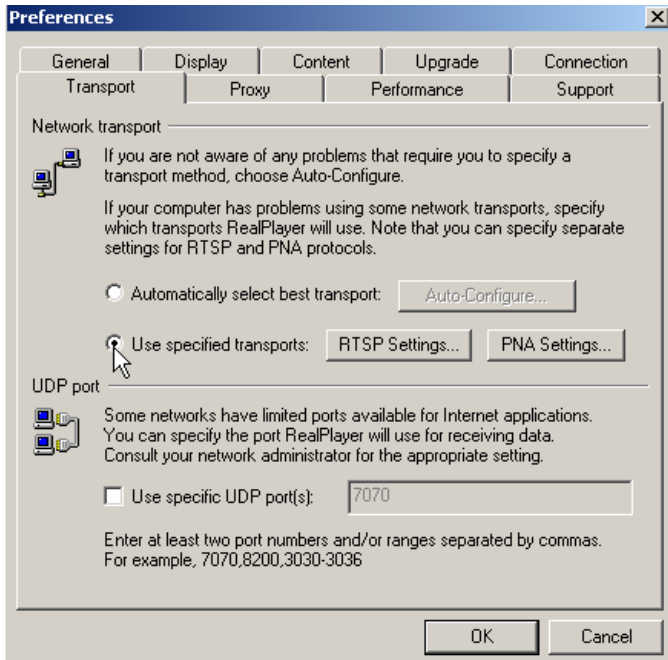 Preferences
General Display Content Upgrade Connection
Transport Proxy Performance Support
Network transport
If you are not aware of any problems that require you to specify a
transport method, choose Auto-Configure.
If your computer has problems using some network transports, specify
which transports RealPlayer will use. Note that you can specify separate
settings for RTSP and PNA protocols.
Automatically select best transport: Auto-Configure...
Use specified transports: RTSP Settings... PNA Settings...
UDP port
Some networks have limited ports available for Internet applications.
You can specify the port RealPlayer will use for receiving data.
Consult your network administrator for the appropriate setting.
Use specific UDP port(s): 7070
Enter at least two port numbers and/or ranges separated by commas.
For example, 7070,8200,3030-3036
OK Cancel